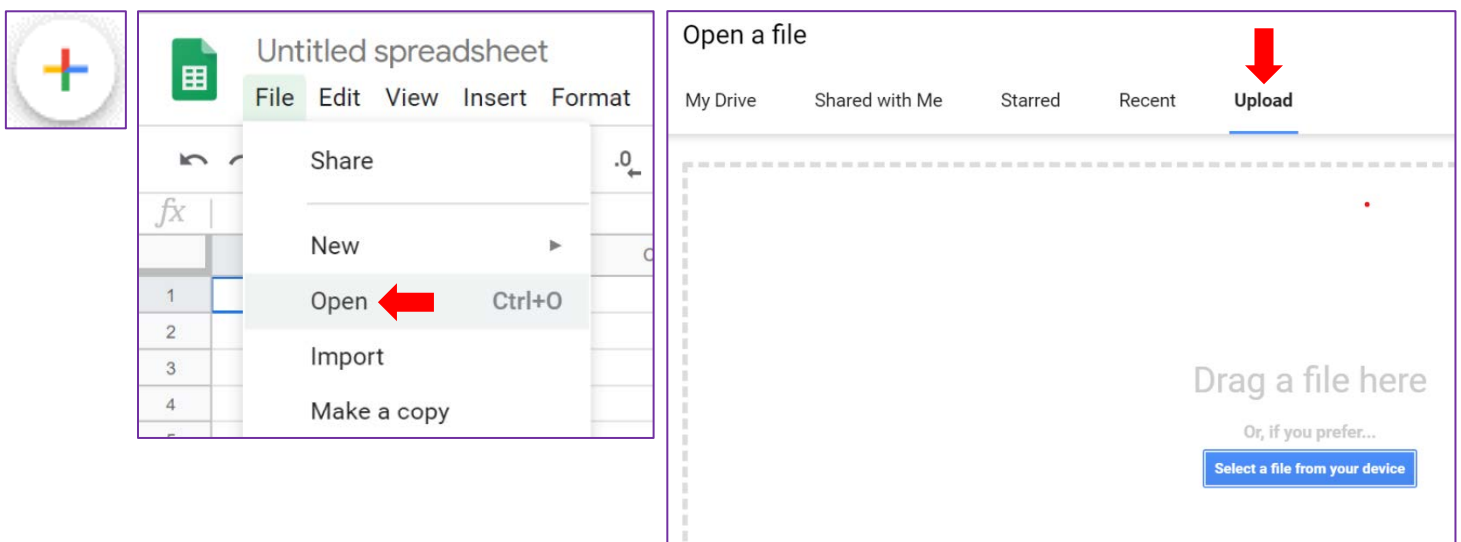 Untitled spreadsheet
File Edit View Insert Format
.0
Share
fx
New
C
1
Open Ctrl+O
2
Import
3
4
Make a copy
Open a file
My Drive Shared with Me Starred Recent Upload
Drag a file here
Or, if you prefer...
Select a file from your device